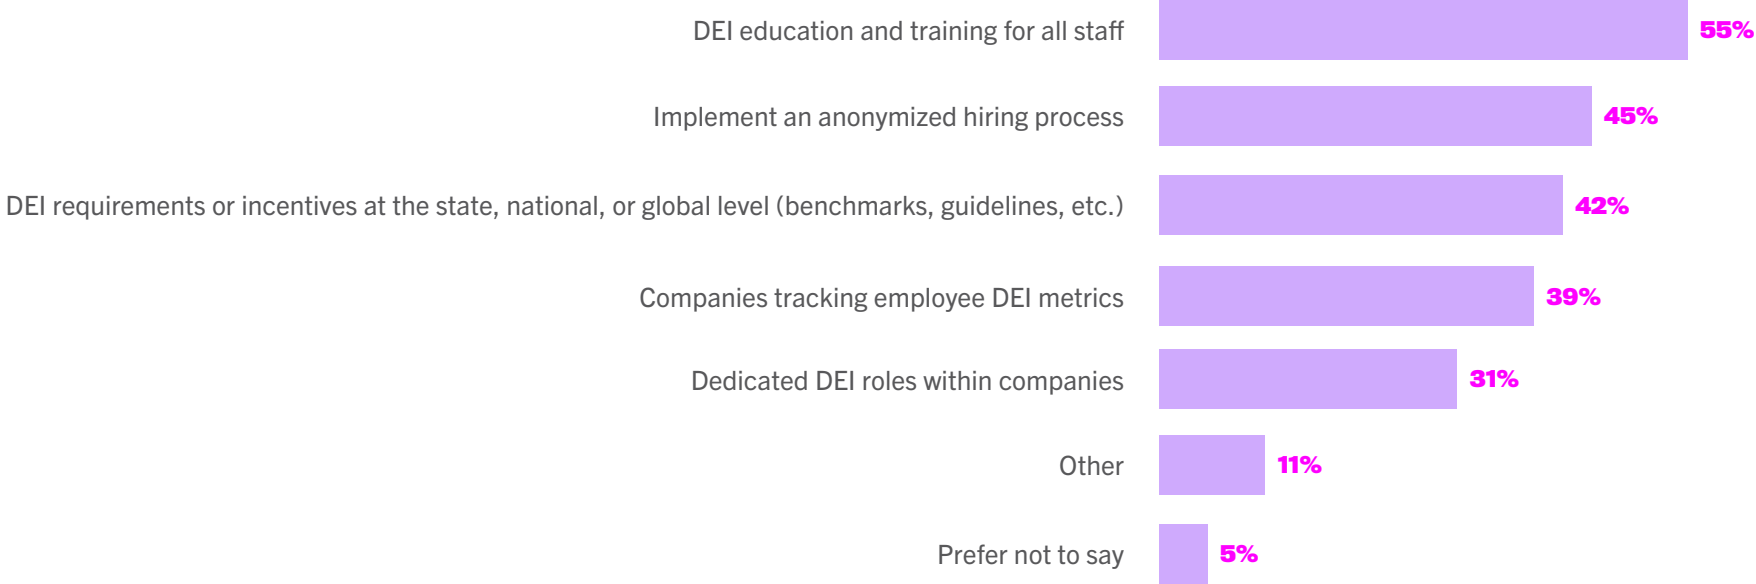 DEI education and training for all staff 55%
Implement an anonymized hiring process 45%
DEI requirements or incentives at the state, national, or global level (benchmarks, guidelines, etc.) 42%
Companies tracking employee DEI metrics 39%
Dedicated DEI roles within companies 31%
Other 11%
Prefer not to say 5%